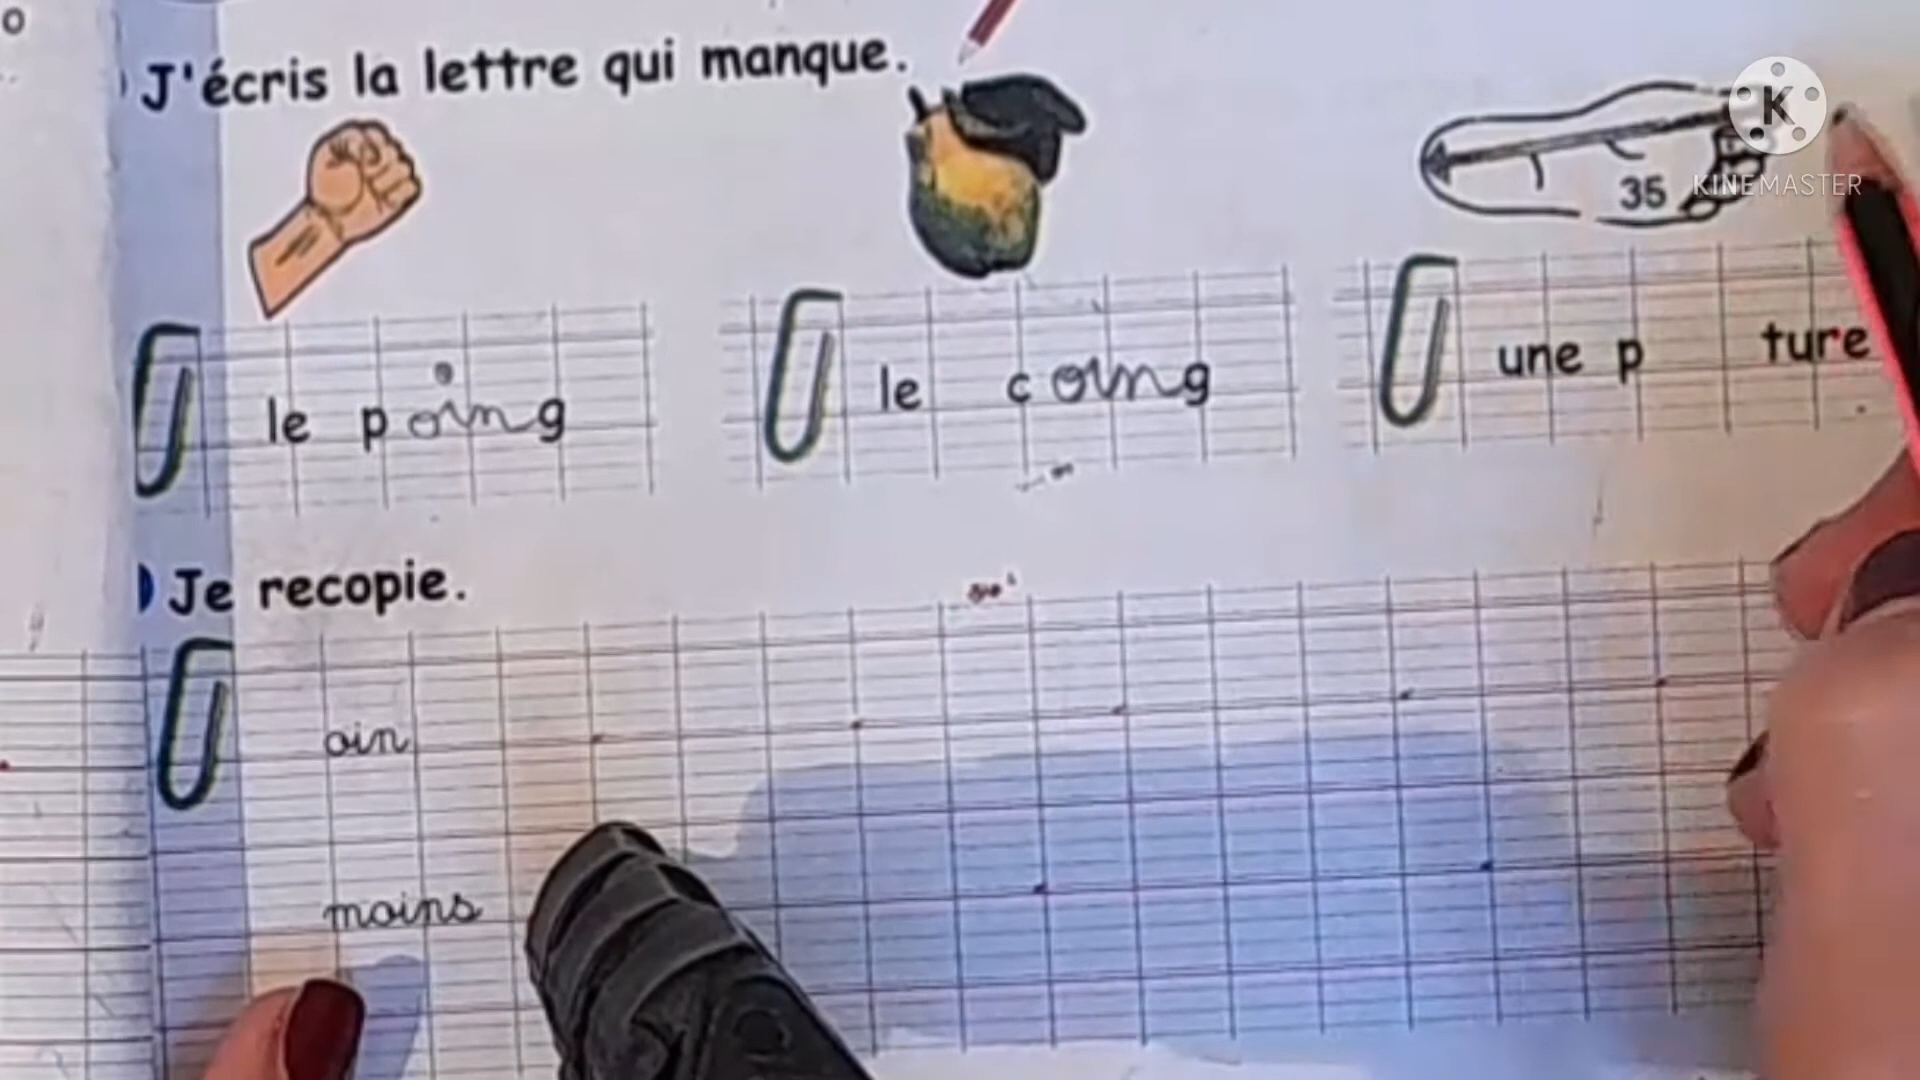 o
J'écris la lettre qui manque.
K
KINEMASTER
35
le poing
le coing
une p ture
Je recopie.
oin
moins